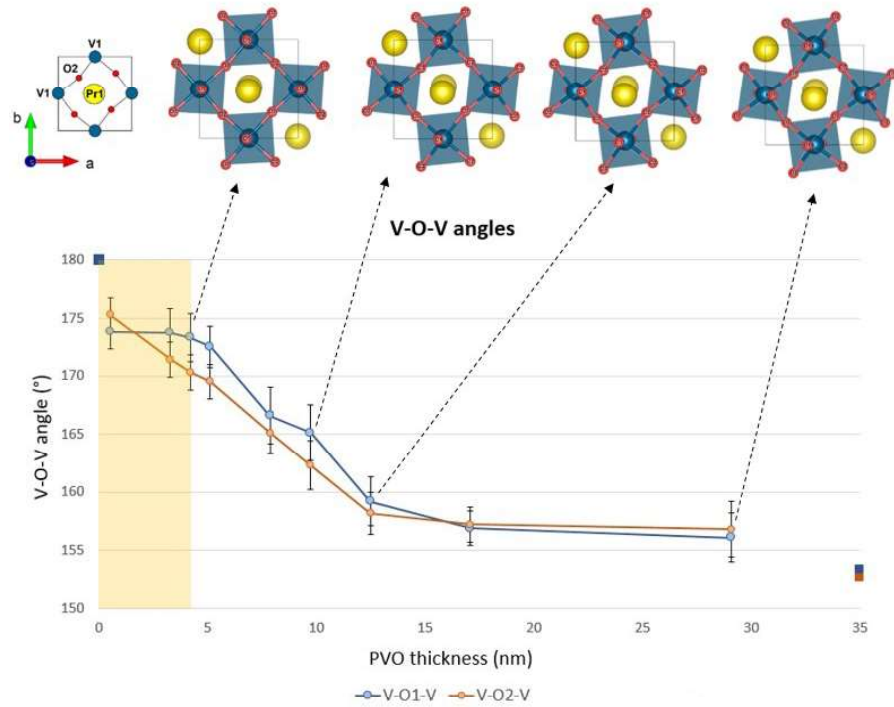 V1
O2
V1
Pr1
b
a
V-O-V angles
180
175
170
165
160
155
150
V-O-V angle (°)
0
5
10
15
20
25
30
35
PVO thickness (nm)
V-O1-V
V-O2-V